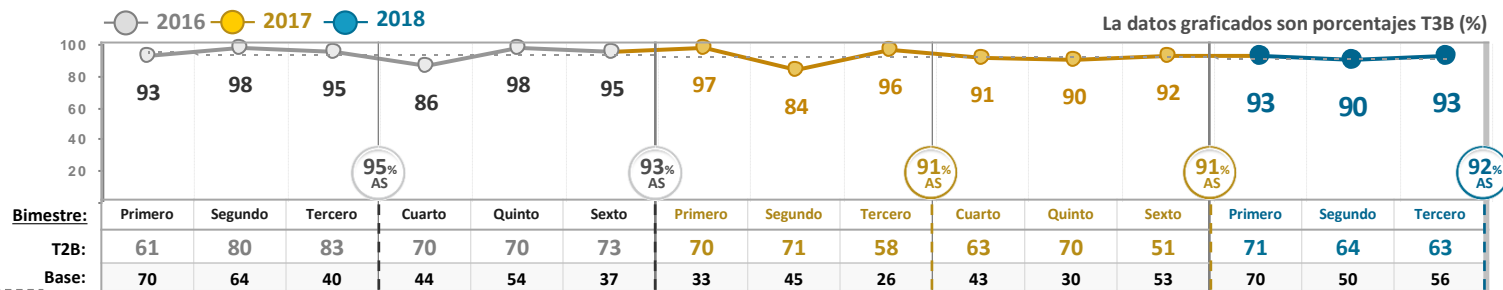 2016 2017 2018 La datos graficados son porcentajes T3B (%)
100
80
60
40
20
93 98 95 86 98 95 97 84 96 91 90 92 93 90 93
95% AS 93% AS 91% AS 91% AS 92% AS
Bimestre: Primero Segundo Tercero Cuarto Quinto Sexto Primero Segundo Tercero Cuarto Quinto Sexto Primero Segundo Tercero
T2B: 61 80 83 70 70 73 70 71 58 63 70 51 71 64 63
Base: 70 64 40 44 54 37 33 45 26 43 30 53 70 50 56